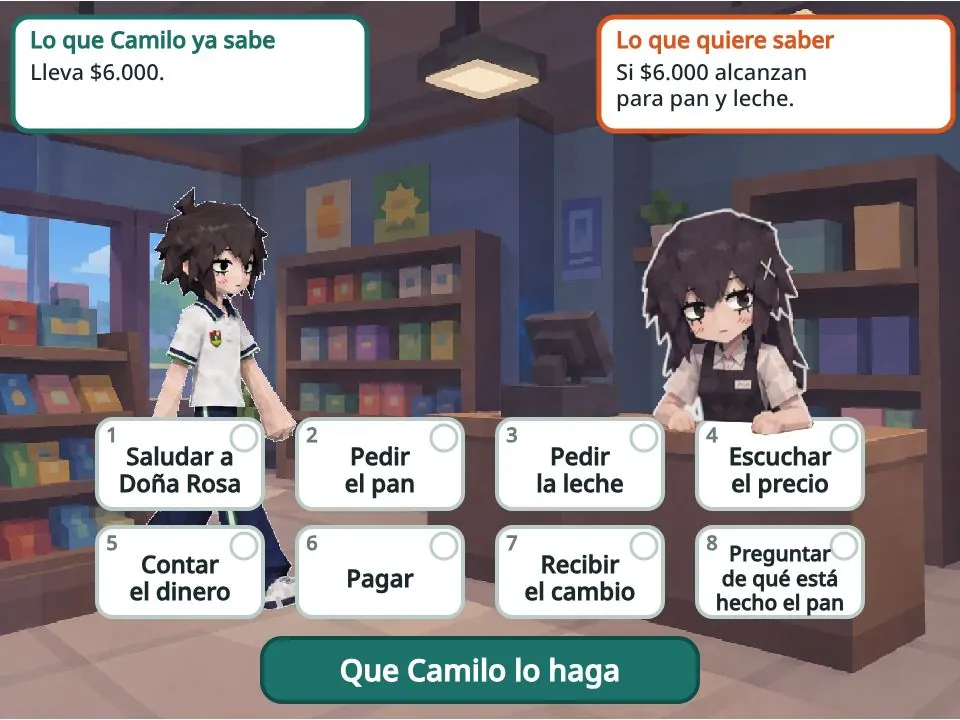 Lo que Camilo ya sabe
Lleva $6.000.
Lo que quiere saber
Si $6.000 alcanzan
para pan y leche.
1
Saludar a
Doña Rosa
2
Pedir
el pan
3
Pedir
la leche
4
Escuchar
el precio
5
Contar
el dinero
6
Pagar
7
Recibir
el cambio
8
Preguntar
de qué está
hecho el pan
Que Camilo lo haga